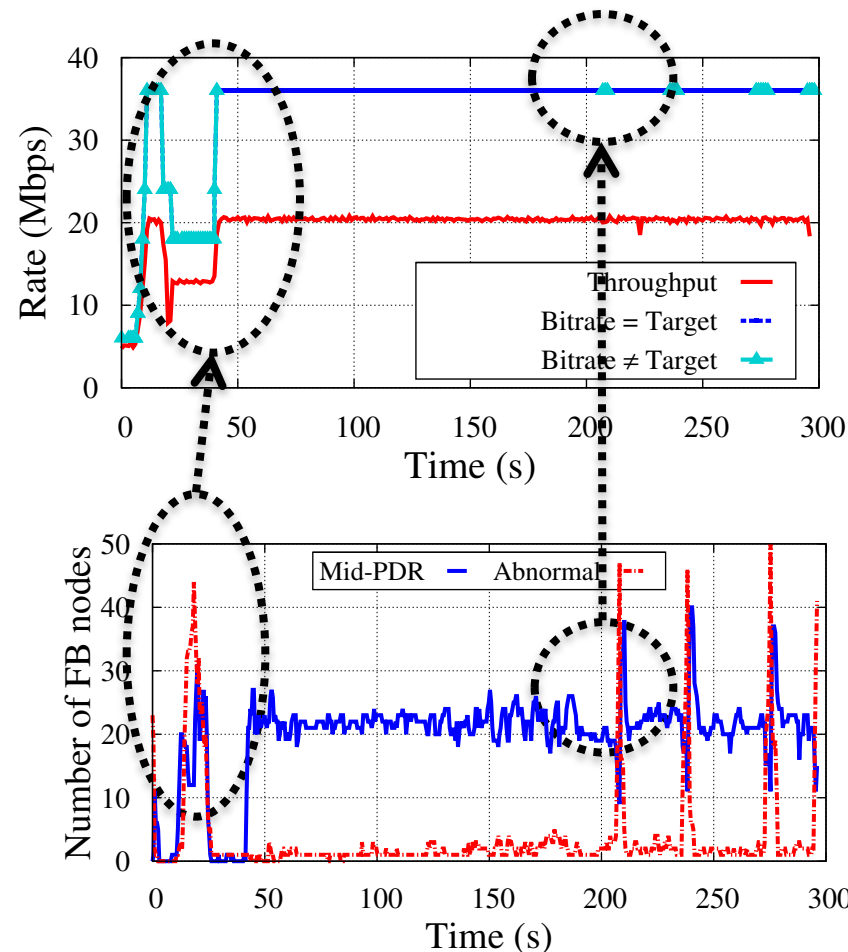 40
30
20
10
0
Rate (Mbps)
Throughput
Bitrate = Target
Bitrate ≠ Target
0 50 100 150 200 250 300
Time (s)
50
40
30
20
10
0
Number of FB nodes
Mid-PDR Abnormal
0 50 100 150 200 250 300
Time (s)